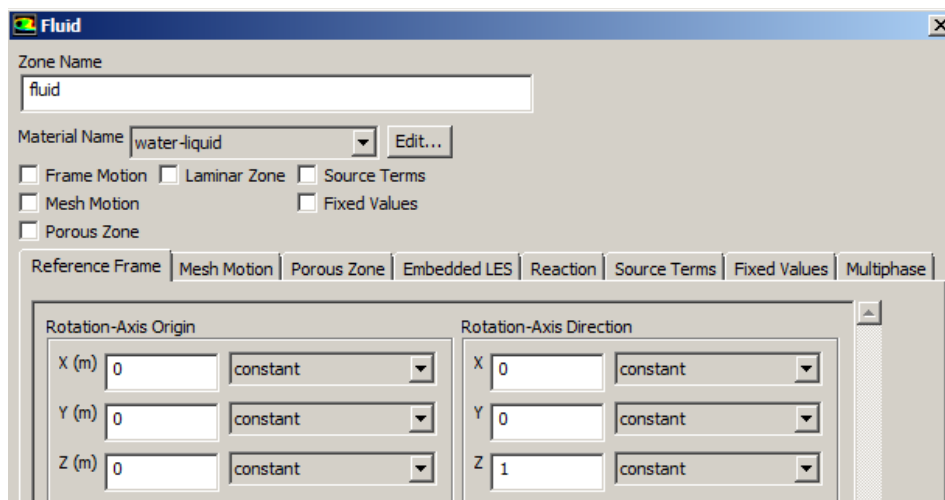 Fluid
Zone Name
fluid
Material Name water-liquid Edit...
Frame Motion Laminar Zone Source Terms
Mesh Motion Fixed Values
Porous Zone
Reference Frame Mesh Motion Porous Zone Embedded LES Reaction Source Terms Fixed Values Multiphase
Rotation-Axis Origin Rotation-Axis Direction
X (m) 0 constant X 0 constant
Y (m) 0 constant Y 0 constant
Z (m) 0 constant Z 1 constant